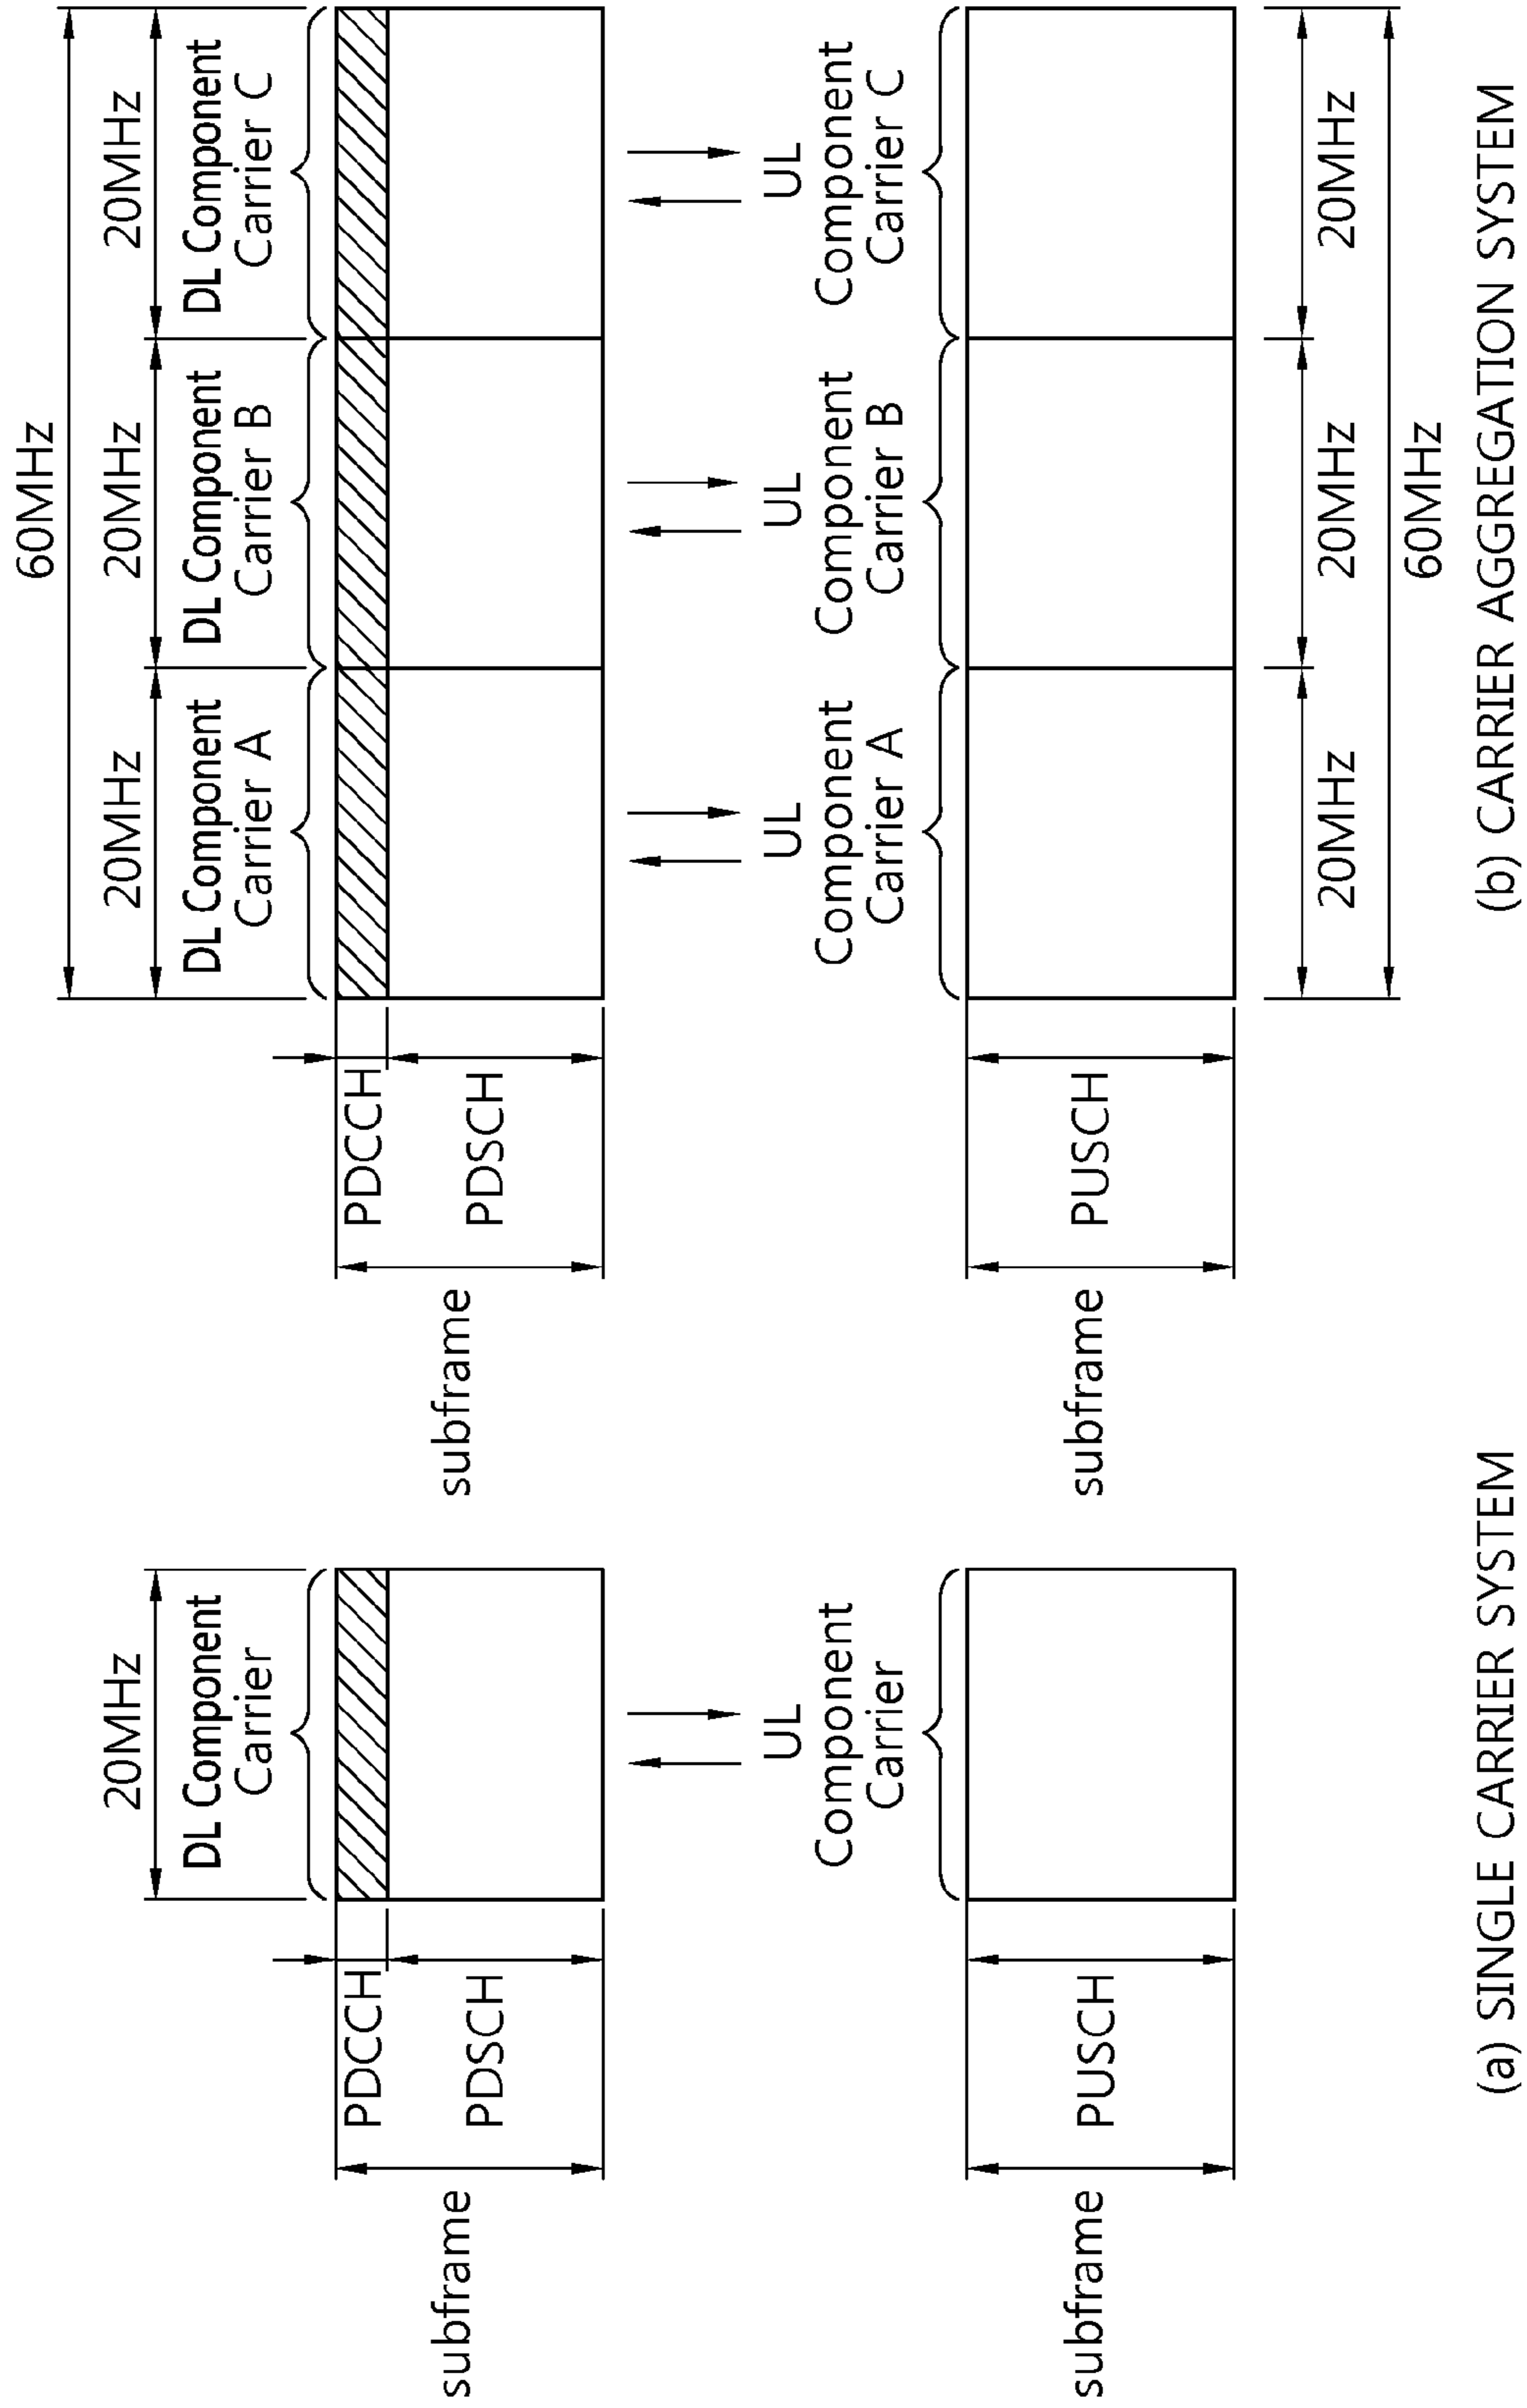 20MHz
DL Component
Carrier
PDCCH
PDSCH
subframe
UL
Component
Carrier
PUSCH
subframe
(a) SINGLE CARRIER SYSTEM
60MHz
20MHz
20MHz
20MHz
DL Component
Carrier A
DL Component
Carrier B
DL Component
Carrier C
PDCCH
PDSCH
subframe
UL
Component
Carrier A
UL
Component
Carrier B
UL
Component
Carrier C
PUSCH
subframe
20MHz
20MHz
20MHz
60MHz
(b) CARRIER AGGREGATION SYSTEM